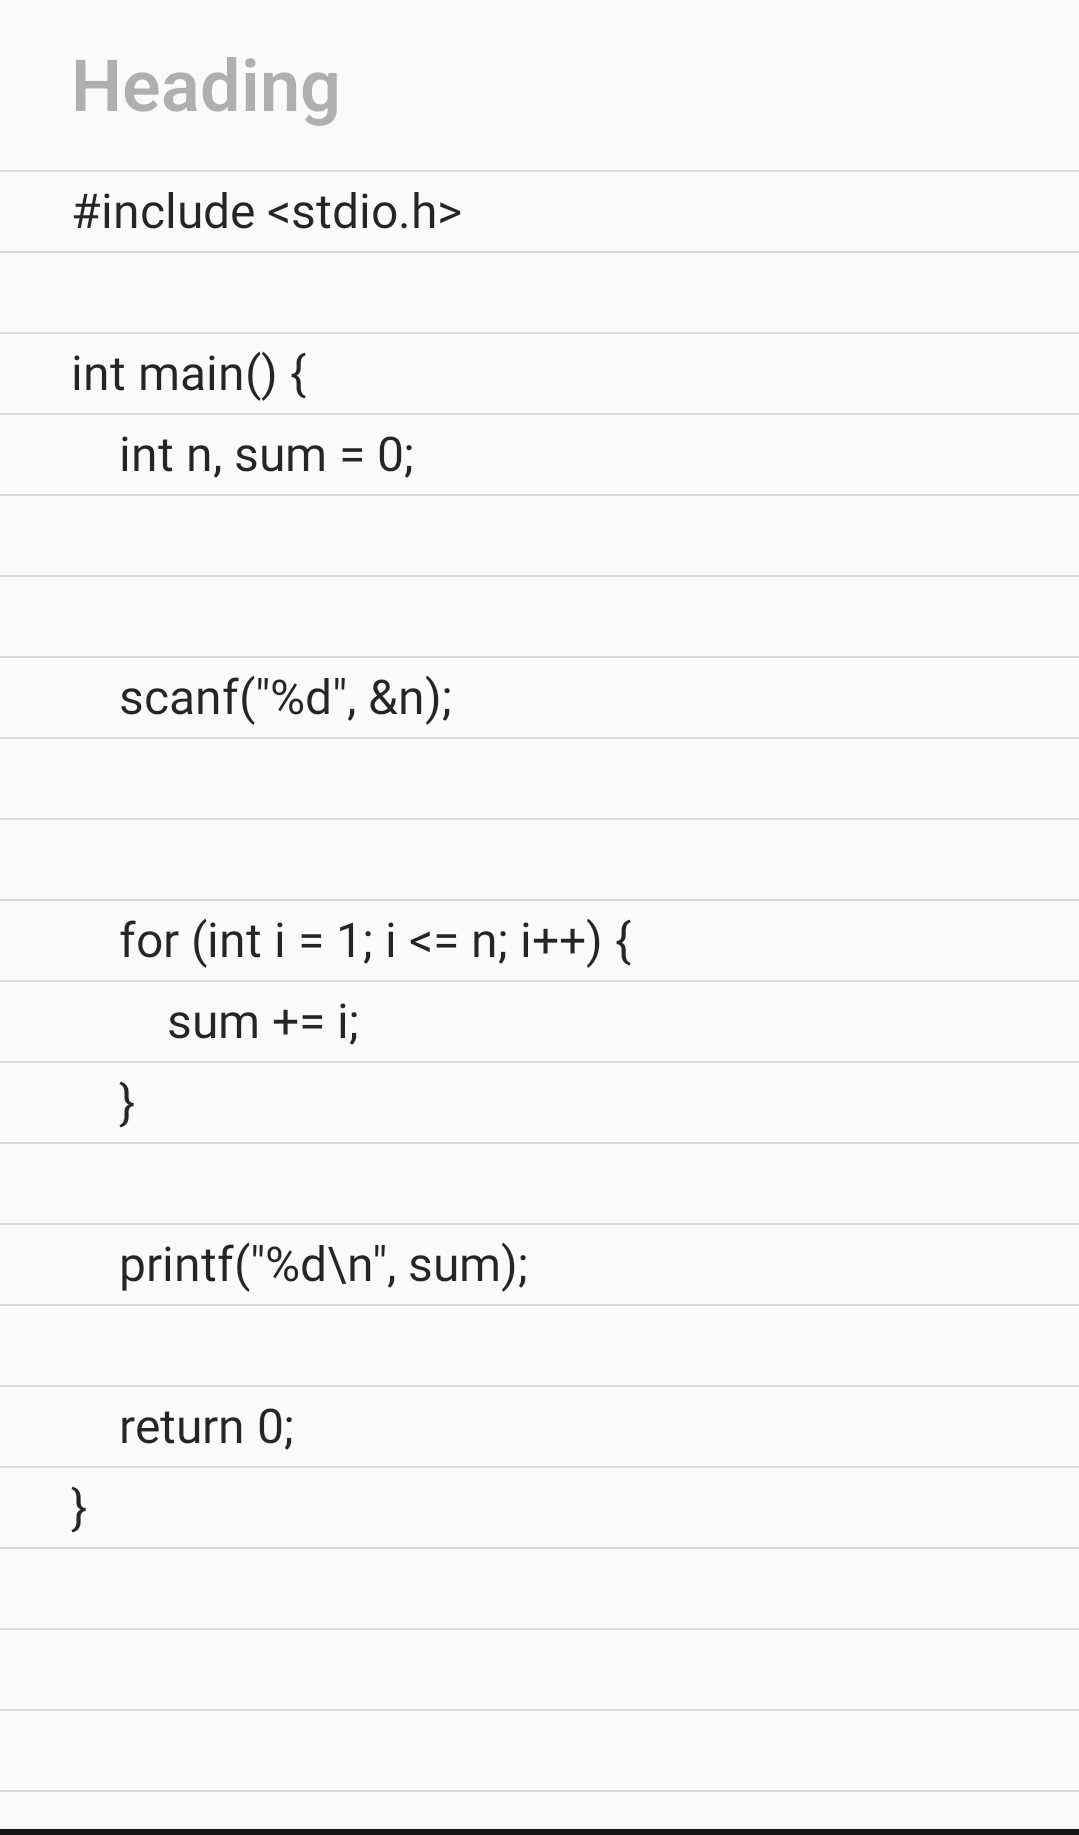 Heading
#include <stdio.h>
int main() {
int n, sum = 0;
scanf("%d", &n);
for (int i = 1; i <= n; i++) {
sum += i;
}
printf("%d\n", sum);
return 0;
}